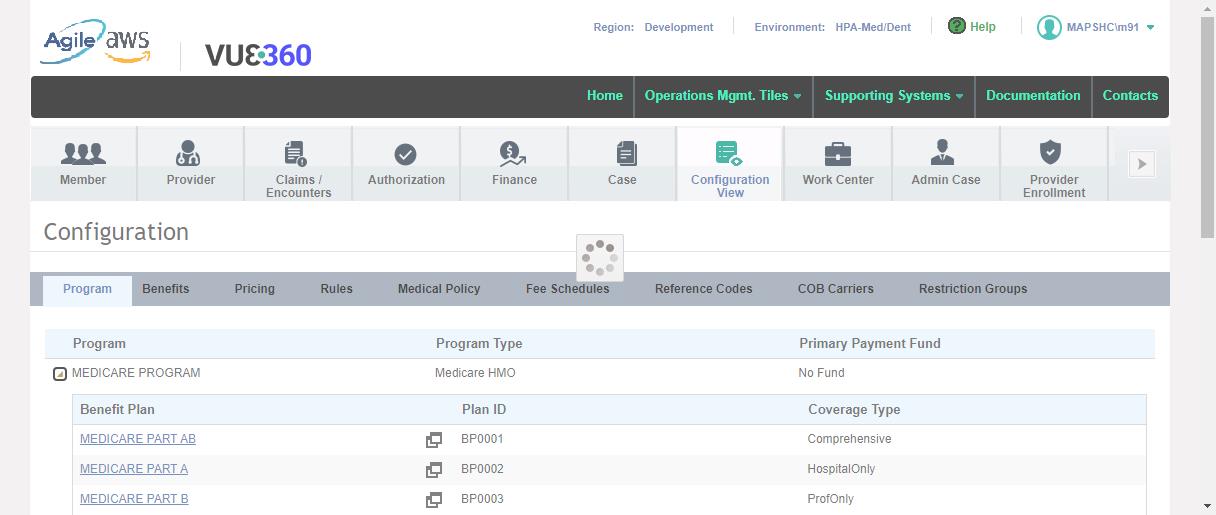 Region: Development Environment: HPA-Med/Dent ? Help MAPSHC\m91
Agile aws
VU3•360
Home Operations Mgmt. Tiles Supporting Systems Documentation Contacts
Member Provider Claims / Encounters Authorization Finance Case Configuration View Work Center Admin Case Provider Enrollment
Configuration
Program Benefits Pricing Rules Medical Policy Fee Schedules Reference Codes COB Carriers Restriction Groups
Program Program Type Primary Payment Fund
MEDICARE PROGRAM Medicare HMO No Fund
Benefit Plan Plan ID Coverage Type
MEDICARE PART AB BP0001 Comprehensive
MEDICARE PART A BP0002 HospitalOnly
MEDICARE PART B BP0003 ProfOnly